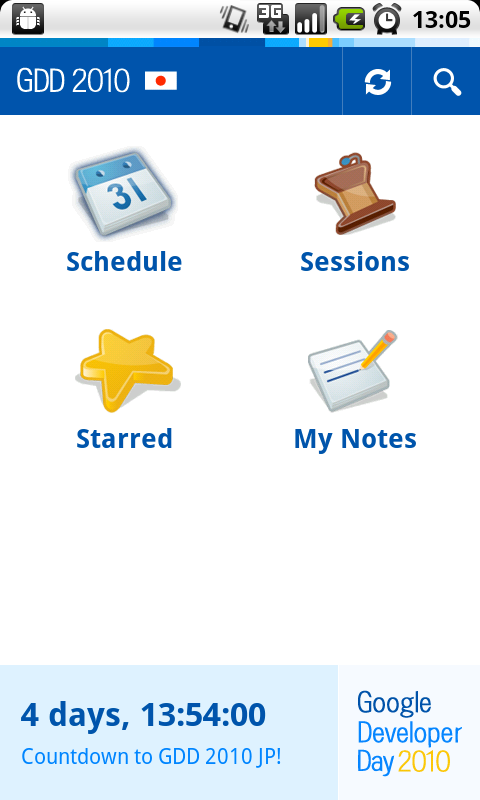 3G
13:05
GDD 2010
31
Schedule
Sessions
Starred
My Notes
4 days, 13:54:00
Countdown to GDD 2010 JP!
Google
Developer
Day 2010